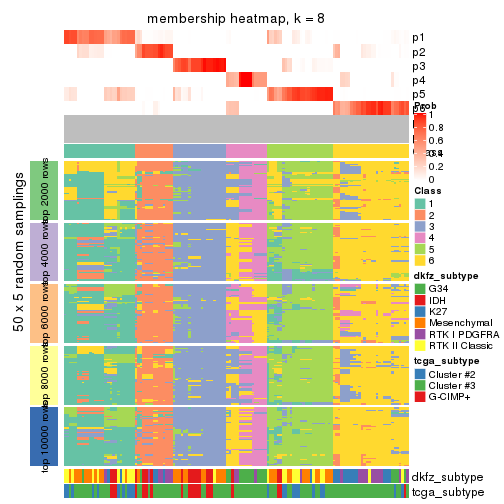 membership heatmap, k = 8
p1
p2
p3
p4
p5
p6
Prob
1
0.8
0.6
0.4
0.2
0
Class
1
2
3
4
5
6
dkfz_subtype
G34
IDH
K27
Mesenchymal
RTK I PDGFRA
RTK II Classic
tcga_subtype
Cluster #2
Cluster #3
G-CIMP+
50 x 5 random samplings
top 2000 rows
top 4000 rows
top 6000 rows
top 8000 rows
top 10000 rows
dkfz_subtype
tcga_subtype